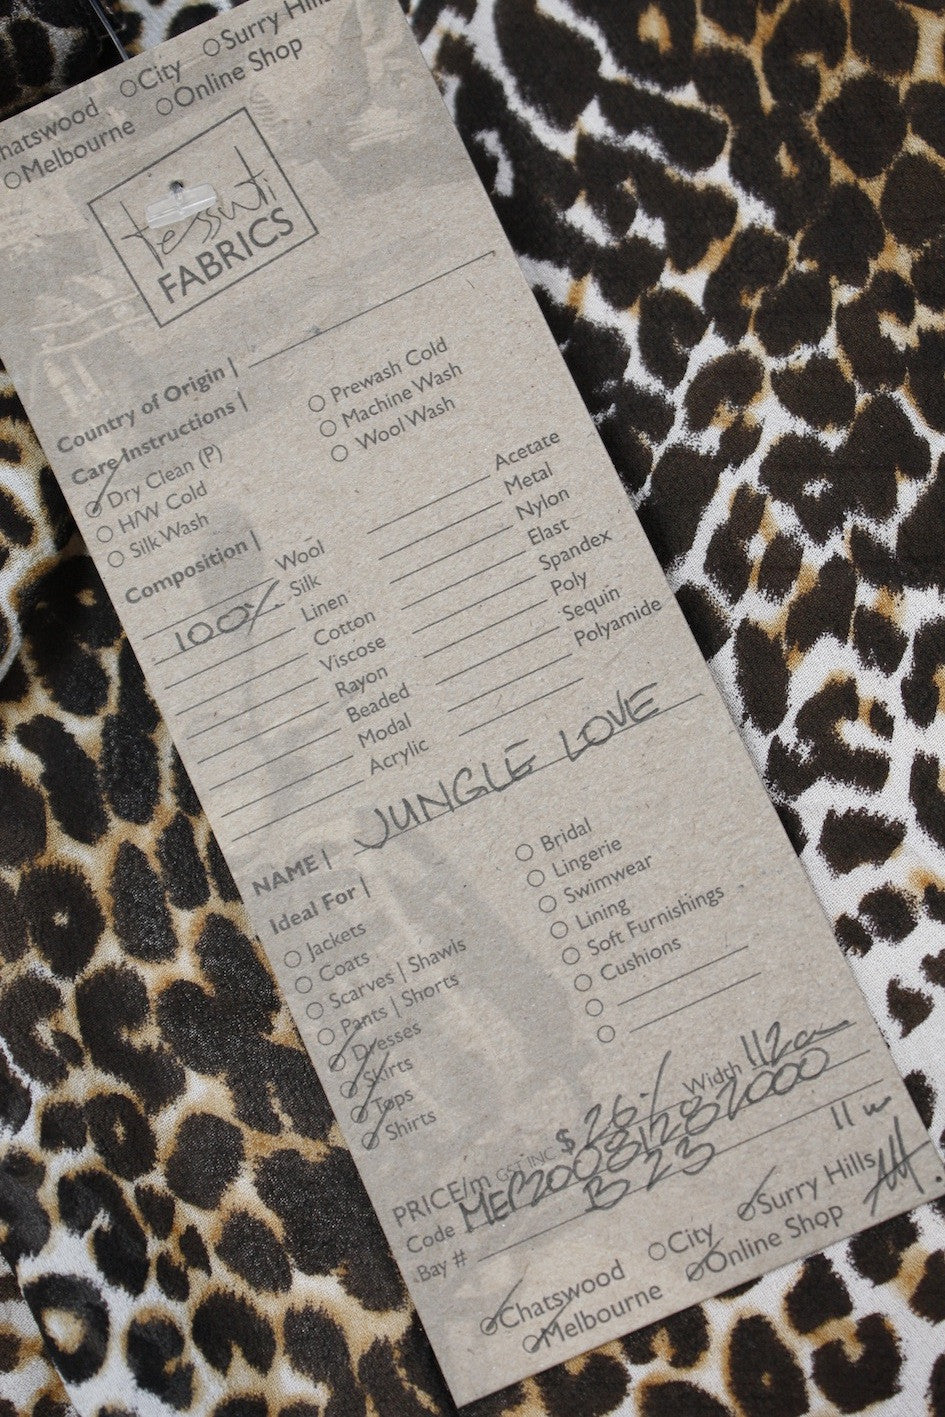 Chatswood City Surry Hills
Melbourne Online Shop
tessuti
FABRICS
Country of Origin |
Care Instructions |
Dry Clean (P)
H/W Cold
Silk Wash
Prewash Cold
Machine Wash
Wool Wash
Composition |
Wool
100% Silk
Linen
Cotton
Viscose
Rayon
Beaded
Modal
Acrylic
Acetate
Metal
Nylon
Elast
Spandex
Poly
Sequin
Polyamide
NAME | JUNGLE LOVE
Ideal For |
Jackets
Coats
Scarves | Shawls
Pants | Shorts
Dresses
Skirts
Tops
Shirts
Bridal
Lingerie
Swimwear
Lining
Soft Furnishings
Cushions
PRICE/m GST INC $ 26 Width 112cm
Code
Bay # B 23
Chatswood City Surry Hills
Melbourne Online Shop